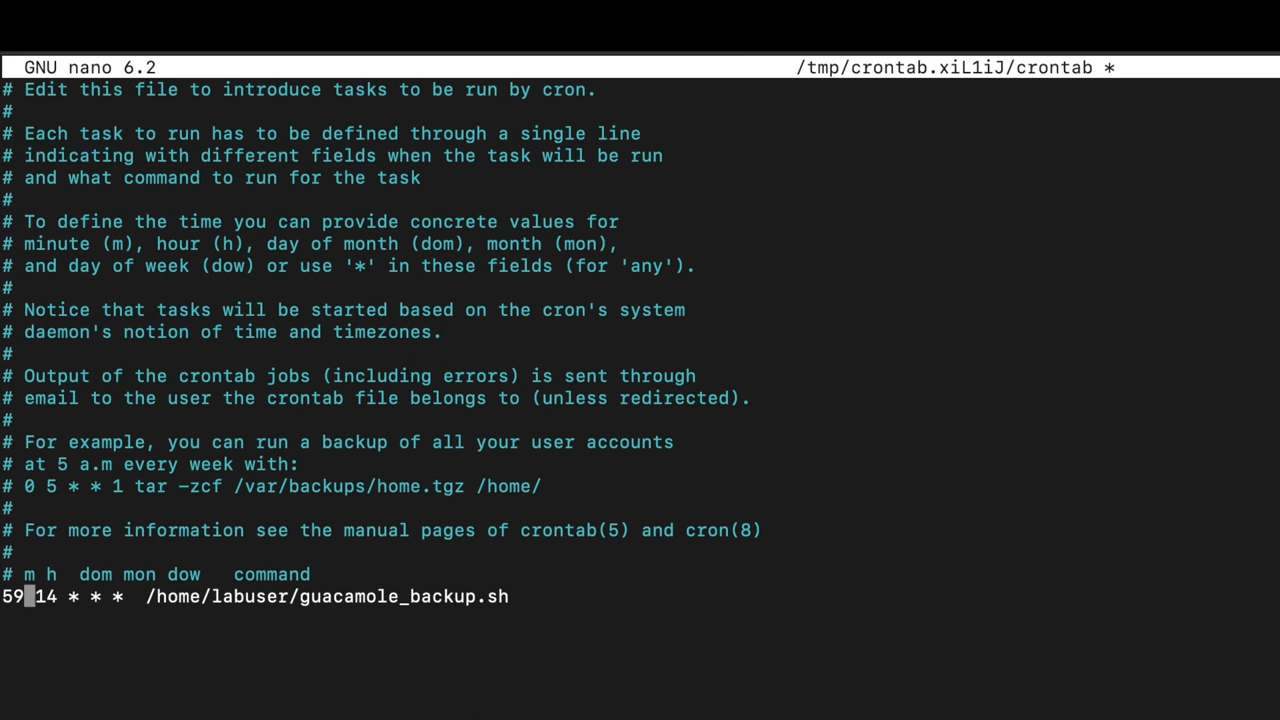 GNU nano 6.2 /tmp/crontab.xiL1iJ/crontab *
# Edit this file to introduce tasks to be run by cron.
#
# Each task to run has to be defined through a single line
# indicating with different fields when the task will be run
# and what command to run for the task
#
# To define the time you can provide concrete values for
# minute (m), hour (h), day of month (dom), month (mon),
# and day of week (dow) or use '*' in these fields (for 'any').
#
# Notice that tasks will be started based on the cron's system
# daemon's notion of time and timezones.
#
# Output of the crontab jobs (including errors) is sent through
# email to the user the crontab file belongs to (unless redirected).
#
# For example, you can run a backup of all your user accounts
# at 5 a.m every week with:
# 0 5 * * 1 tar -zcf /var/backups/home.tgz /home/
#
# For more information see the manual pages of crontab(5) and cron(8)
#
# m h  dom mon dow   command
59 14 * * *  /home/labuser/guacamole_backup.sh